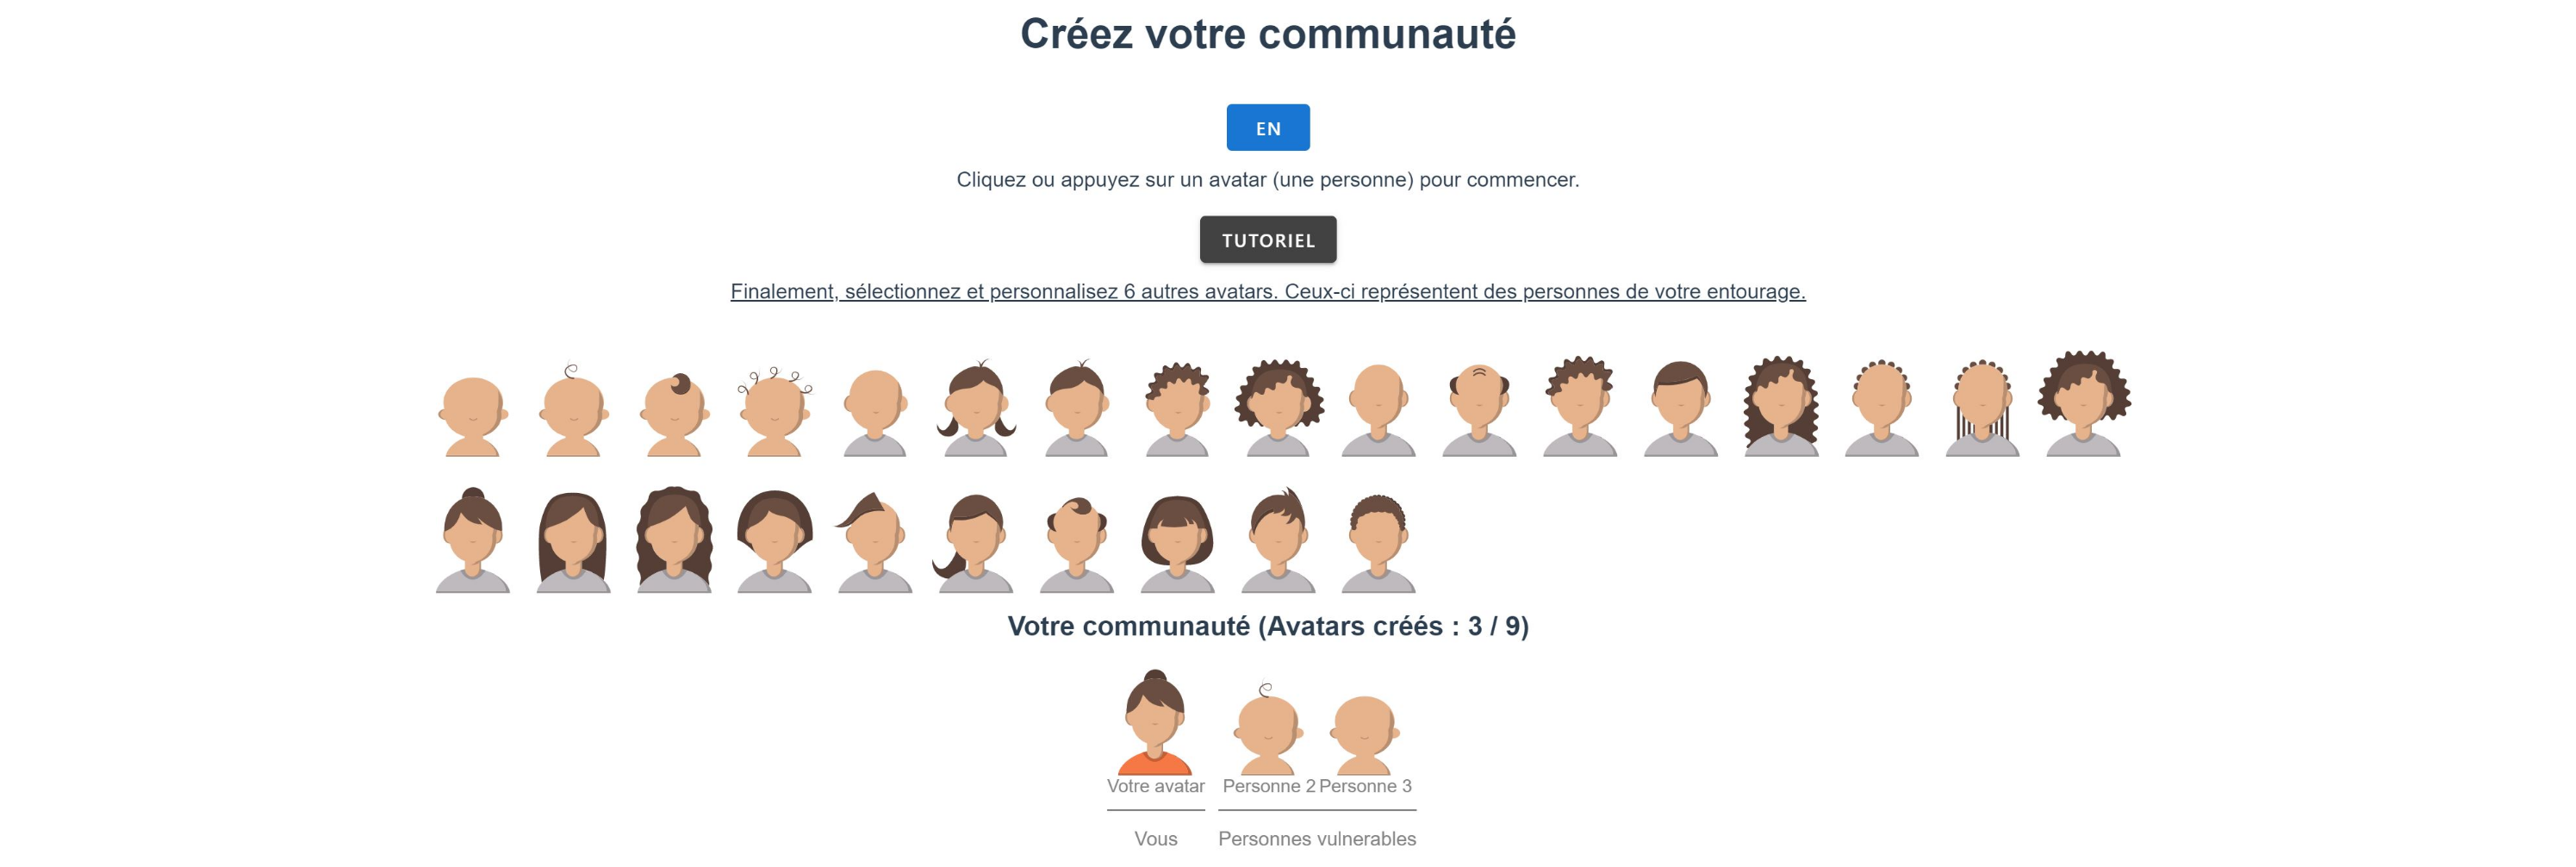 Créez votre communauté
EN
Cliquez ou appuyez sur un avatar (une personne) pour commencer.
TUTORIEL
Finalement, sélectionnez et personnalisez 6 autres avatars. Ceux-ci représentent des personnes de votre entourage.
Votre communauté (Avatars créés : 3 / 9)
Votre avatar Personne 2 Personne 3
Vous Personnes vulnerables